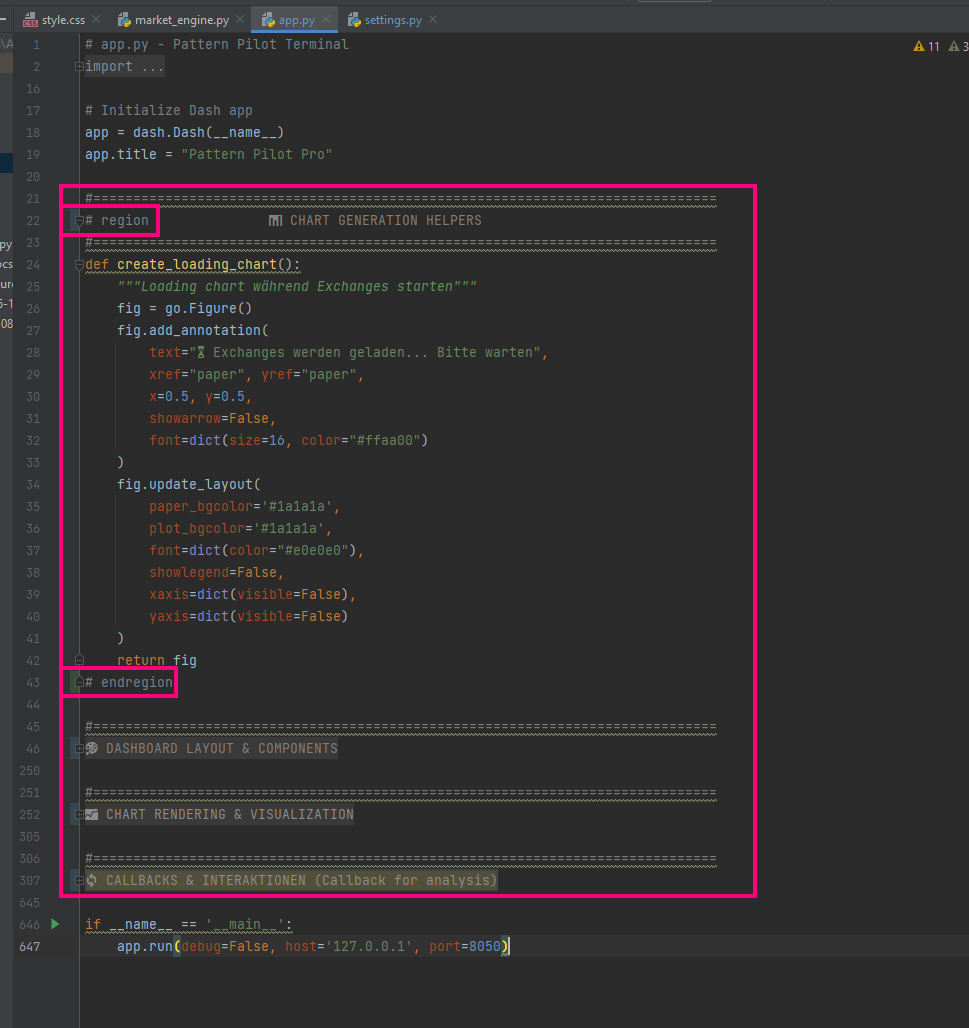 style.css
market_engine.py
app.py
settings.py
1 # app.py - Pattern Pilot Terminal
11
3
2 import ...
16
17 # Initialize Dash app
18 app = dash.Dash(__name__)
19 app.title = "Pattern Pilot Pro"
20
21 #==============================================================================
22 # region 📊 CHART GENERATION HELPERS
23 #==============================================================================
24 def create_loading_chart():
25 """Loading chart während Exchanges starten"""
26 fig = go.Figure()
27 fig.add_annotation(
28 text="⏳ Exchanges werden geladen... Bitte warten",
29 xref="paper", yref="paper",
30 x=0.5, y=0.5,
31 showarrow=False,
32 font=dict(size=16, color="#ffaa00")
33 )
34 fig.update_layout(
35 paper_bgcolor='#1a1a1a',
36 plot_bgcolor='#1a1a1a',
37 font=dict(color="#e0e0e0"),
38 showlegend=False,
39 xaxis=dict(visible=False),
40 yaxis=dict(visible=False)
41 )
42 return fig
43 # endregion
44
45 #==============================================================================
46 🎨 DASHBOARD LAYOUT & COMPONENTS
250
251 #==============================================================================
252 📈 CHART RENDERING & VISUALIZATION
305
306 #==============================================================================
307 🔄 CALLBACKS & INTERAKTIONEN (Callback for analysis)
645
646 if __name__ == '__main__':
647 app.run(debug=False, host='127.0.0.1', port=8050)